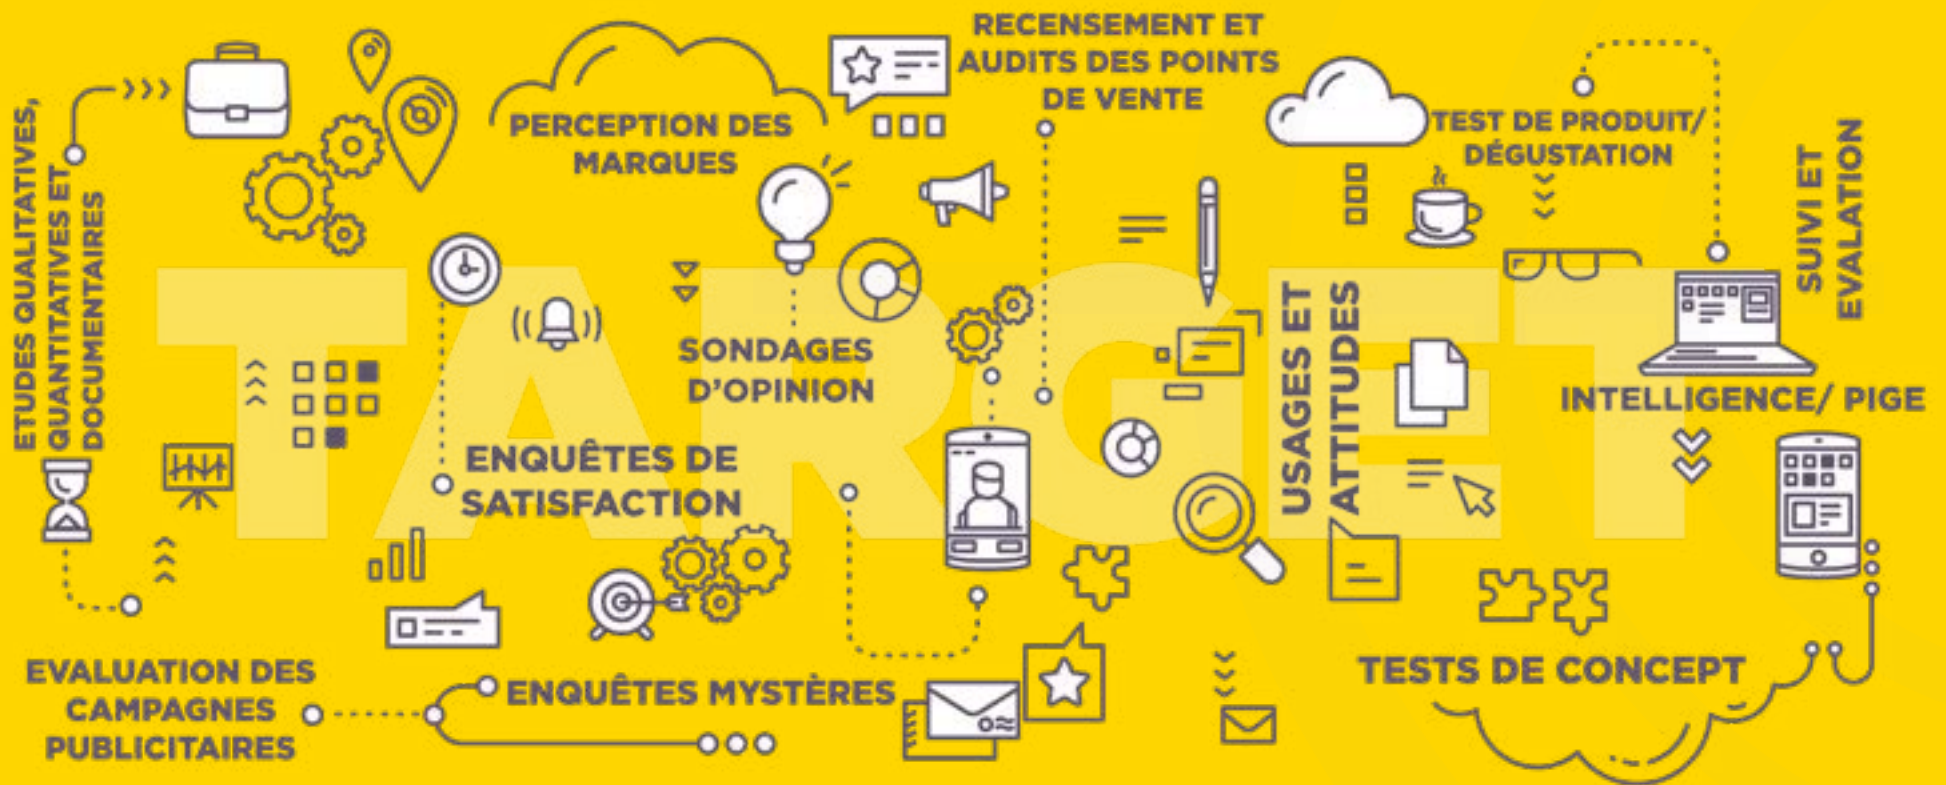 ETUDES QUALITATIVES,
QUANTITATIVES ET
DOCUMENTAIRES
PERCEPTION DES
MARQUES
RECENSEMENT ET
AUDITS DES POINTS
DE VENTE
TEST DE PRODUIT/
DÉGUSTATION
SUIVI ET
EVALATION
TARGET
SONDAGES
D'OPINION
USAGES ET
ATTITUDES
INTELLIGENCE/ PIGE
ENQUÊTES DE
SATISFACTION
EVALUATION DES
CAMPAGNES
PUBLICITAIRES
ENQUÊTES MYSTÈRES
TESTS DE CONCEPT